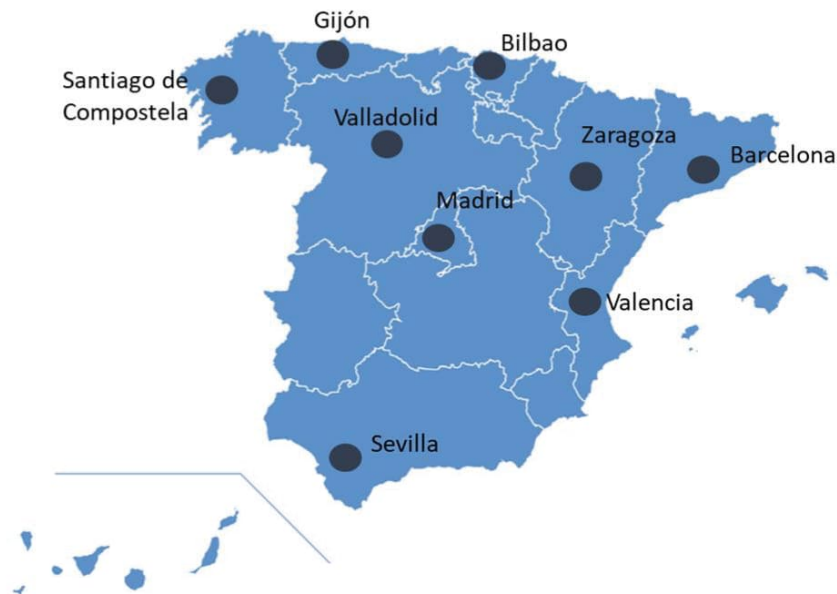 Gijón
Bilbao
Santiago de
Compostela
Valladolid
Zaragoza
Barcelona
Madrid
Valencia
Sevilla